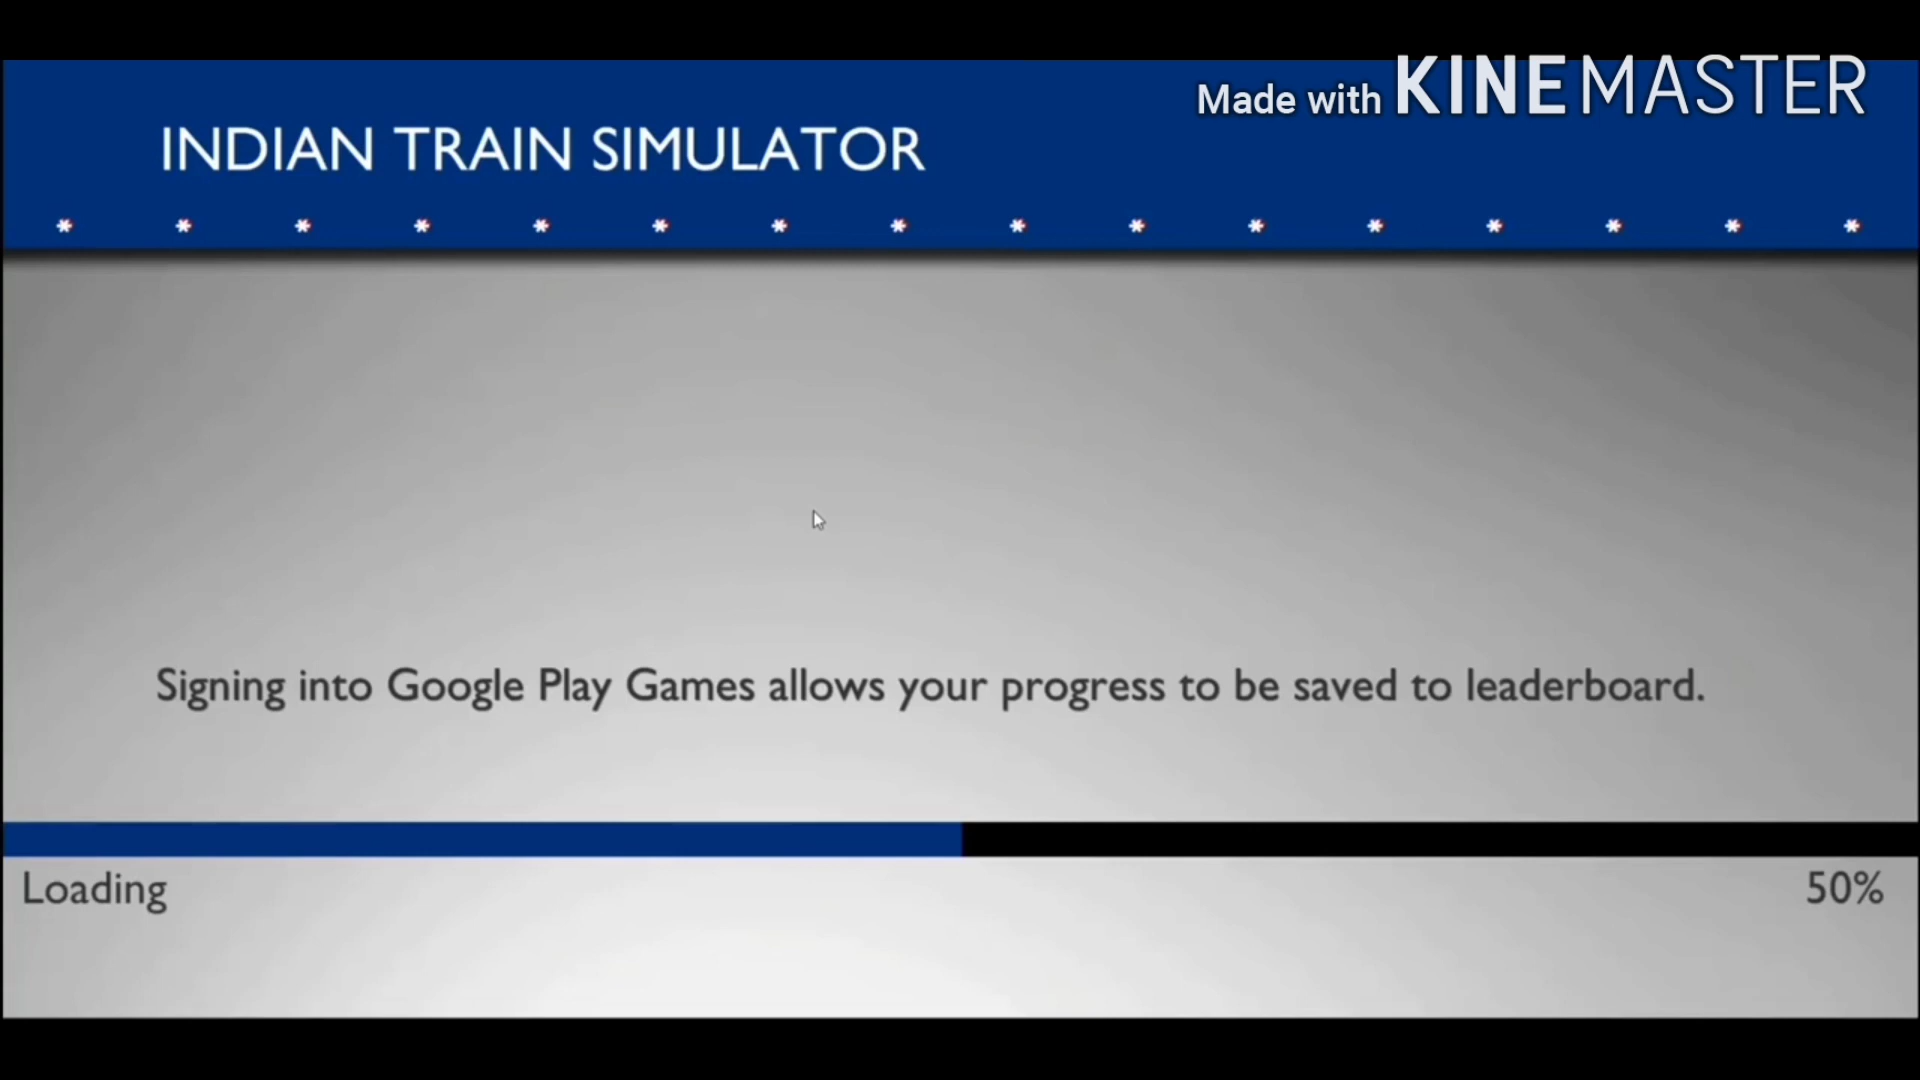 Made with KINEMASTER
INDIAN TRAIN SIMULATOR
* * * * * * * * * * * * * * * *
Signing into Google Play Games allows your progress to be saved to leaderboard.
Loading
50%